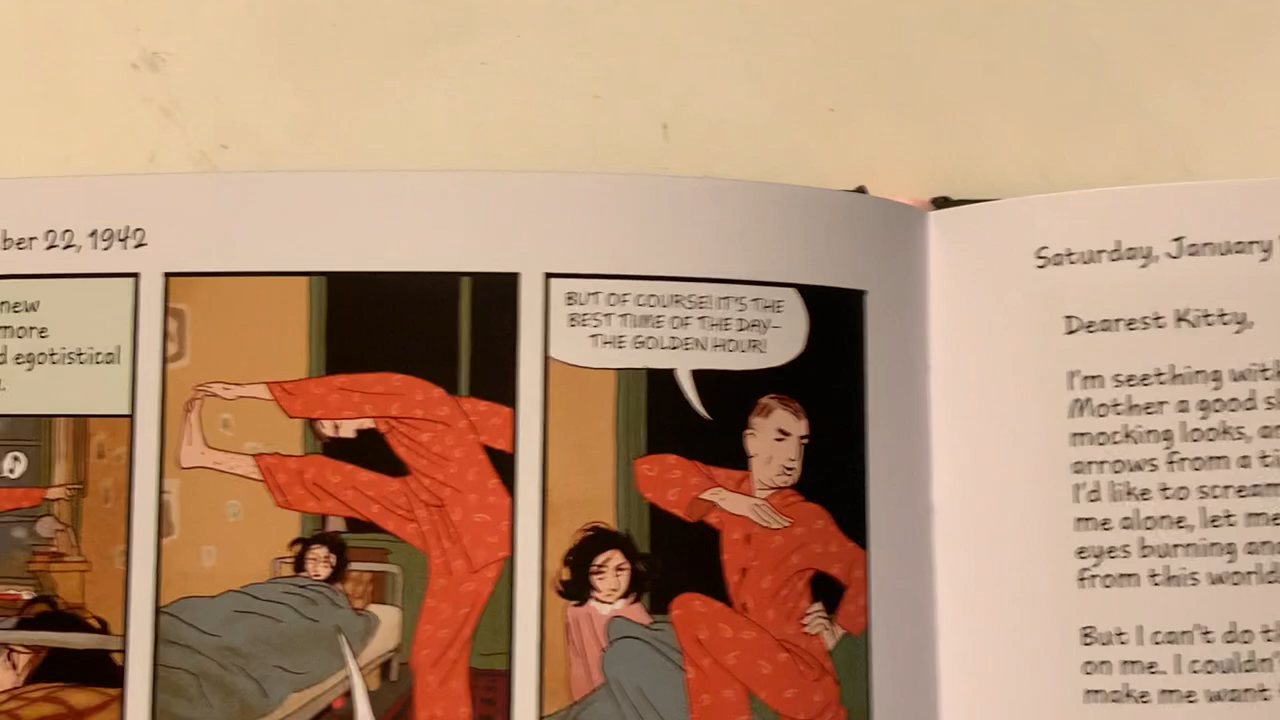 ber 22, 1942
new
more
egotistical
BUT OF COURSE! IT'S THE
BEST TIME OF THE DAY–
THE GOLDEN HOUR!
Saturday, January
Dearest Kitty,
I'm seething with
Mother a good
mocking looks,
arrows from a
I'd like to scream
me alone, let me
eyes burning and
from this world
But I can't do
on me. I couldn't
make me want